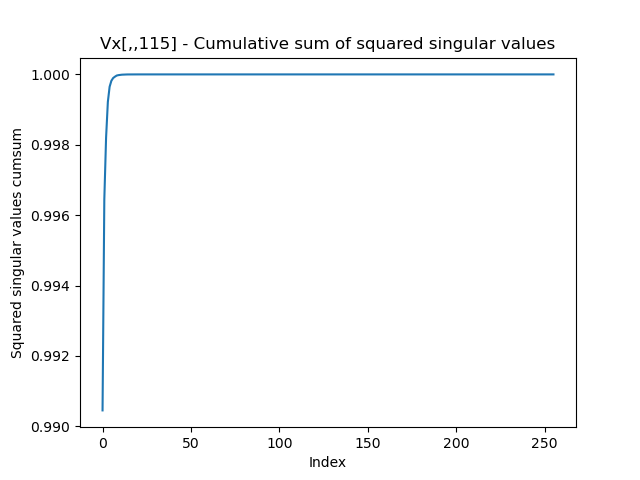 Vx[,,115] - Cumulative sum of squared singular values
1.000
0.998
0.996
0.994
0.992
0.990
Squared singular values cumsum
0 50 100 150 200 250
Index